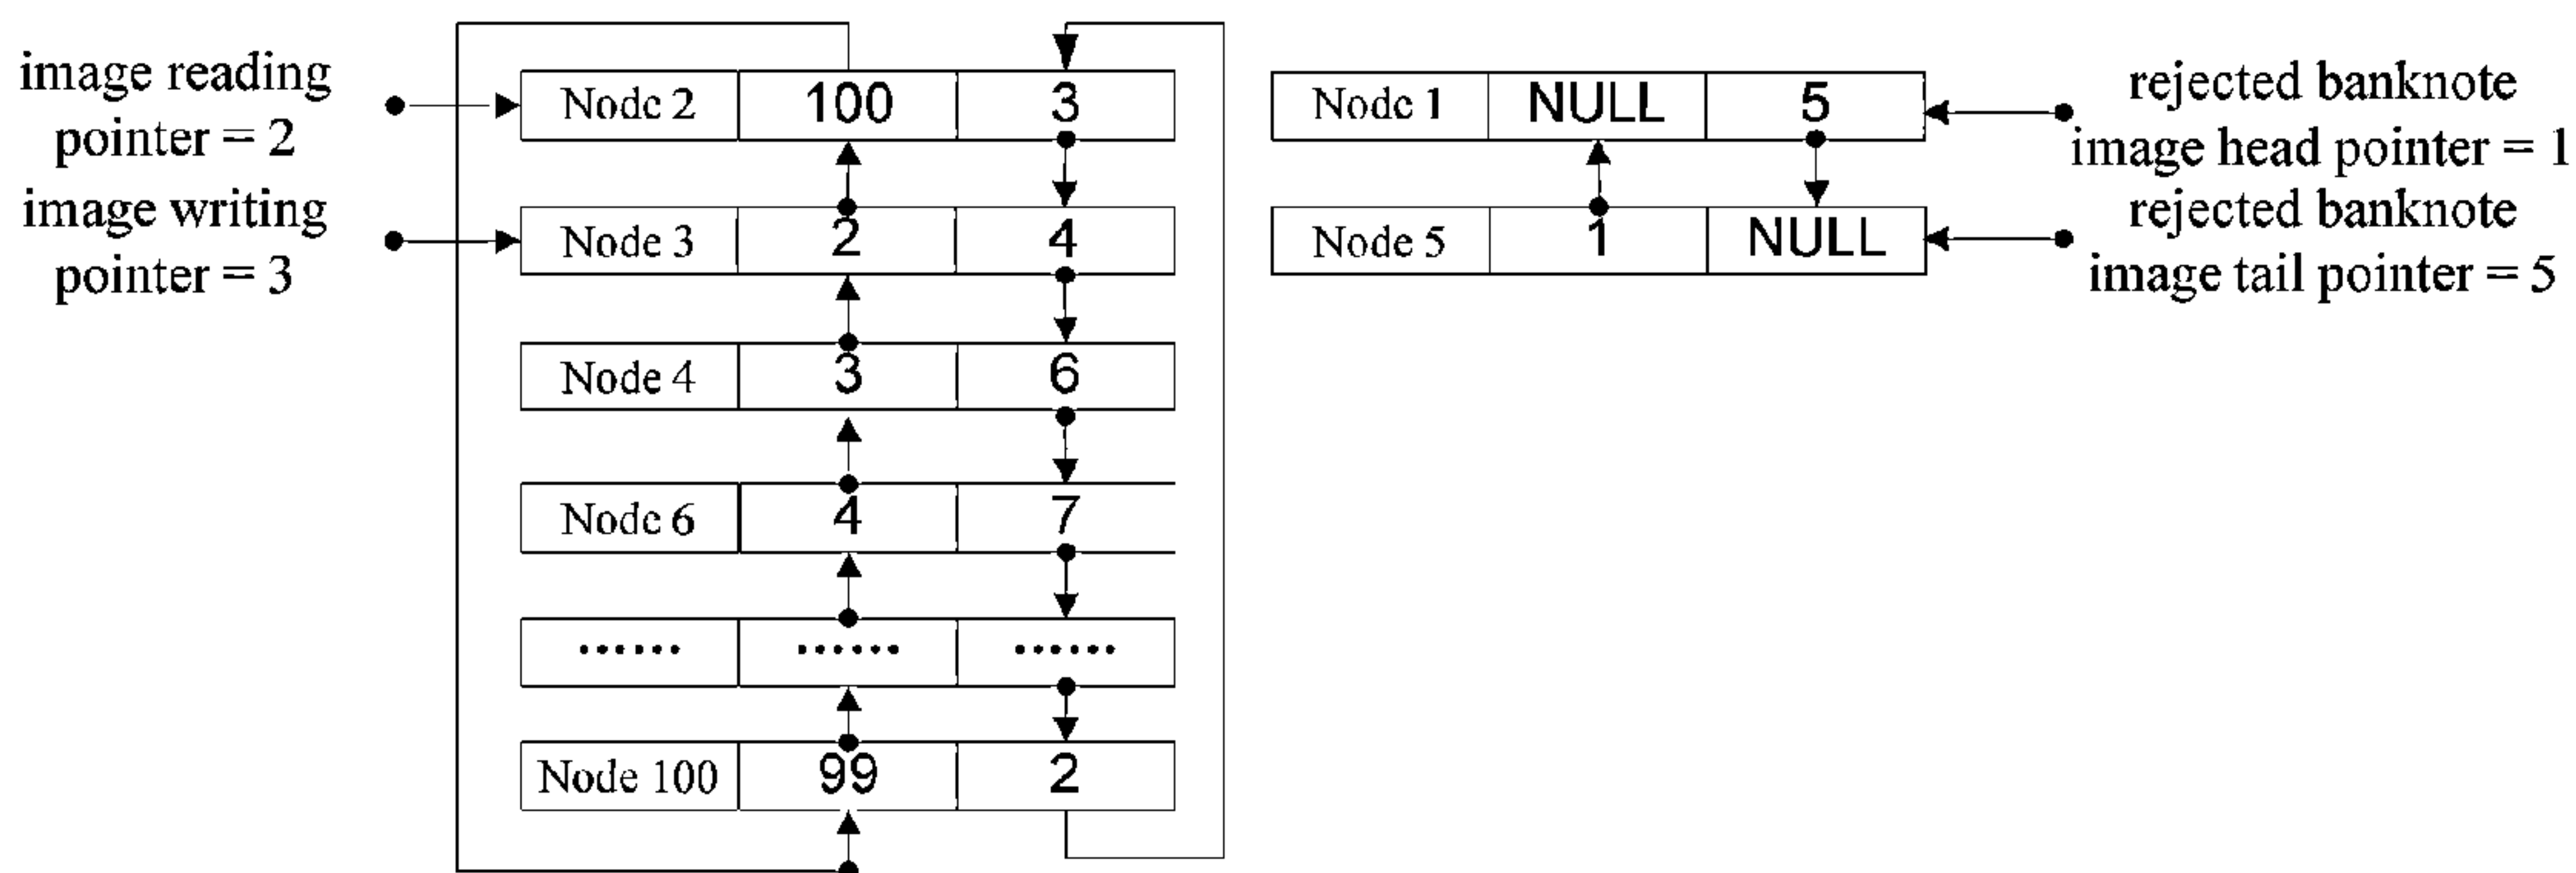 image reading
pointer = 2
image writing
pointer = 3
Node 2 100 3
Node 3 2 4
Node 4 3 6
Node 6 4 7
...... ...... ......
Node 100 99 2
Node 1 NULL 5
Node 5 1 NULL
rejected banknote
image head pointer = 1
rejected banknote
image tail pointer = 5